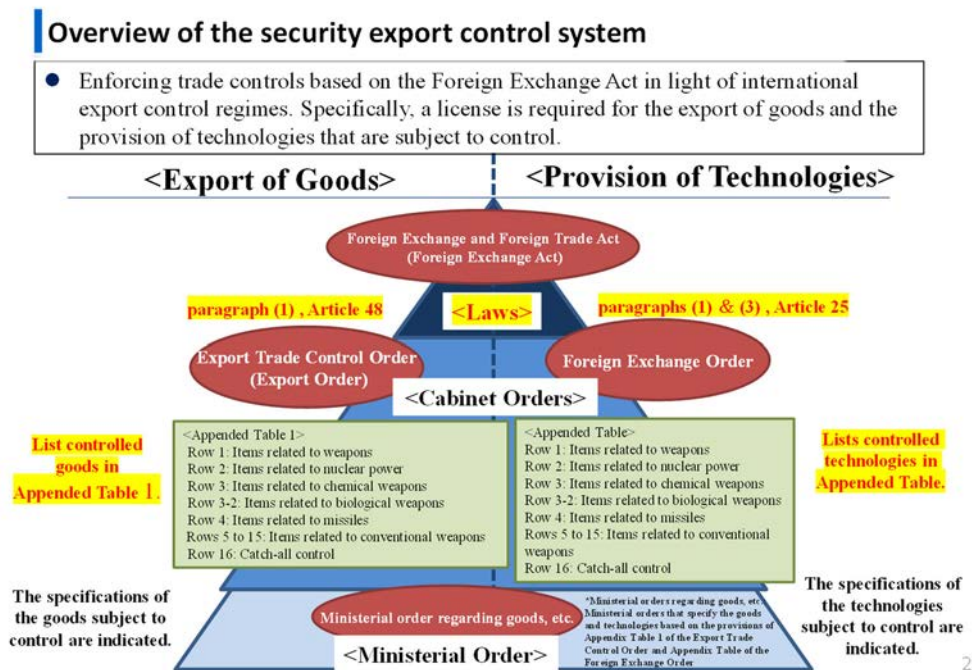 Overview of the security export control system
● Enforcing trade controls based on the Foreign Exchange Act in light of international
export control regimes. Specifically, a license is required for the export of goods and the
provision of technologies that are subject to control.
<Export of Goods>
<Provision of Technologies>
Foreign Exchange and Foreign Trade Act
(Foreign Exchange Act)
paragraph (1) , Article 48
<Laws>
paragraphs (1) & (3) , Article 25
Export Trade Control Order
(Export Order)
Foreign Exchange Order
<Cabinet Orders>
List controlled
goods in
Appended Table 1.
<Appended Table 1>
Row 1: Items related to weapons
Row 2: Items related to nuclear power
Row 3: Items related to chemical weapons
Row 3-2: Items related to biological weapons
Row 4: Items related to missiles
Rows 5 to 15: Items related to conventional weapons
Row 16: Catch-all control
<Appended Table>
Row 1: Items related to weapons
Row 2: Items related to nuclear power
Row 3: Items related to chemical weapons
Row 3-2: Items related to biological weapons
Row 4: Items related to missiles
Rows 5 to 15: Items related to conventional
weapons
Row 16: Catch-all control
Lists controlled
technologies in
Appended Table.
The specifications of
the goods subject to
control are indicated.
Ministerial order regarding goods, etc.
<Ministerial Order>
*Ministerial orders regarding goods, etc.
Ministerial orders that specify the goods
and technologies based on the provisions of
Appendix Table 1 of the Export Trade
Control Order and Appendix Table of the
Foreign Exchange Order
The specifications of
the technologies
subject to control are
indicated.
2